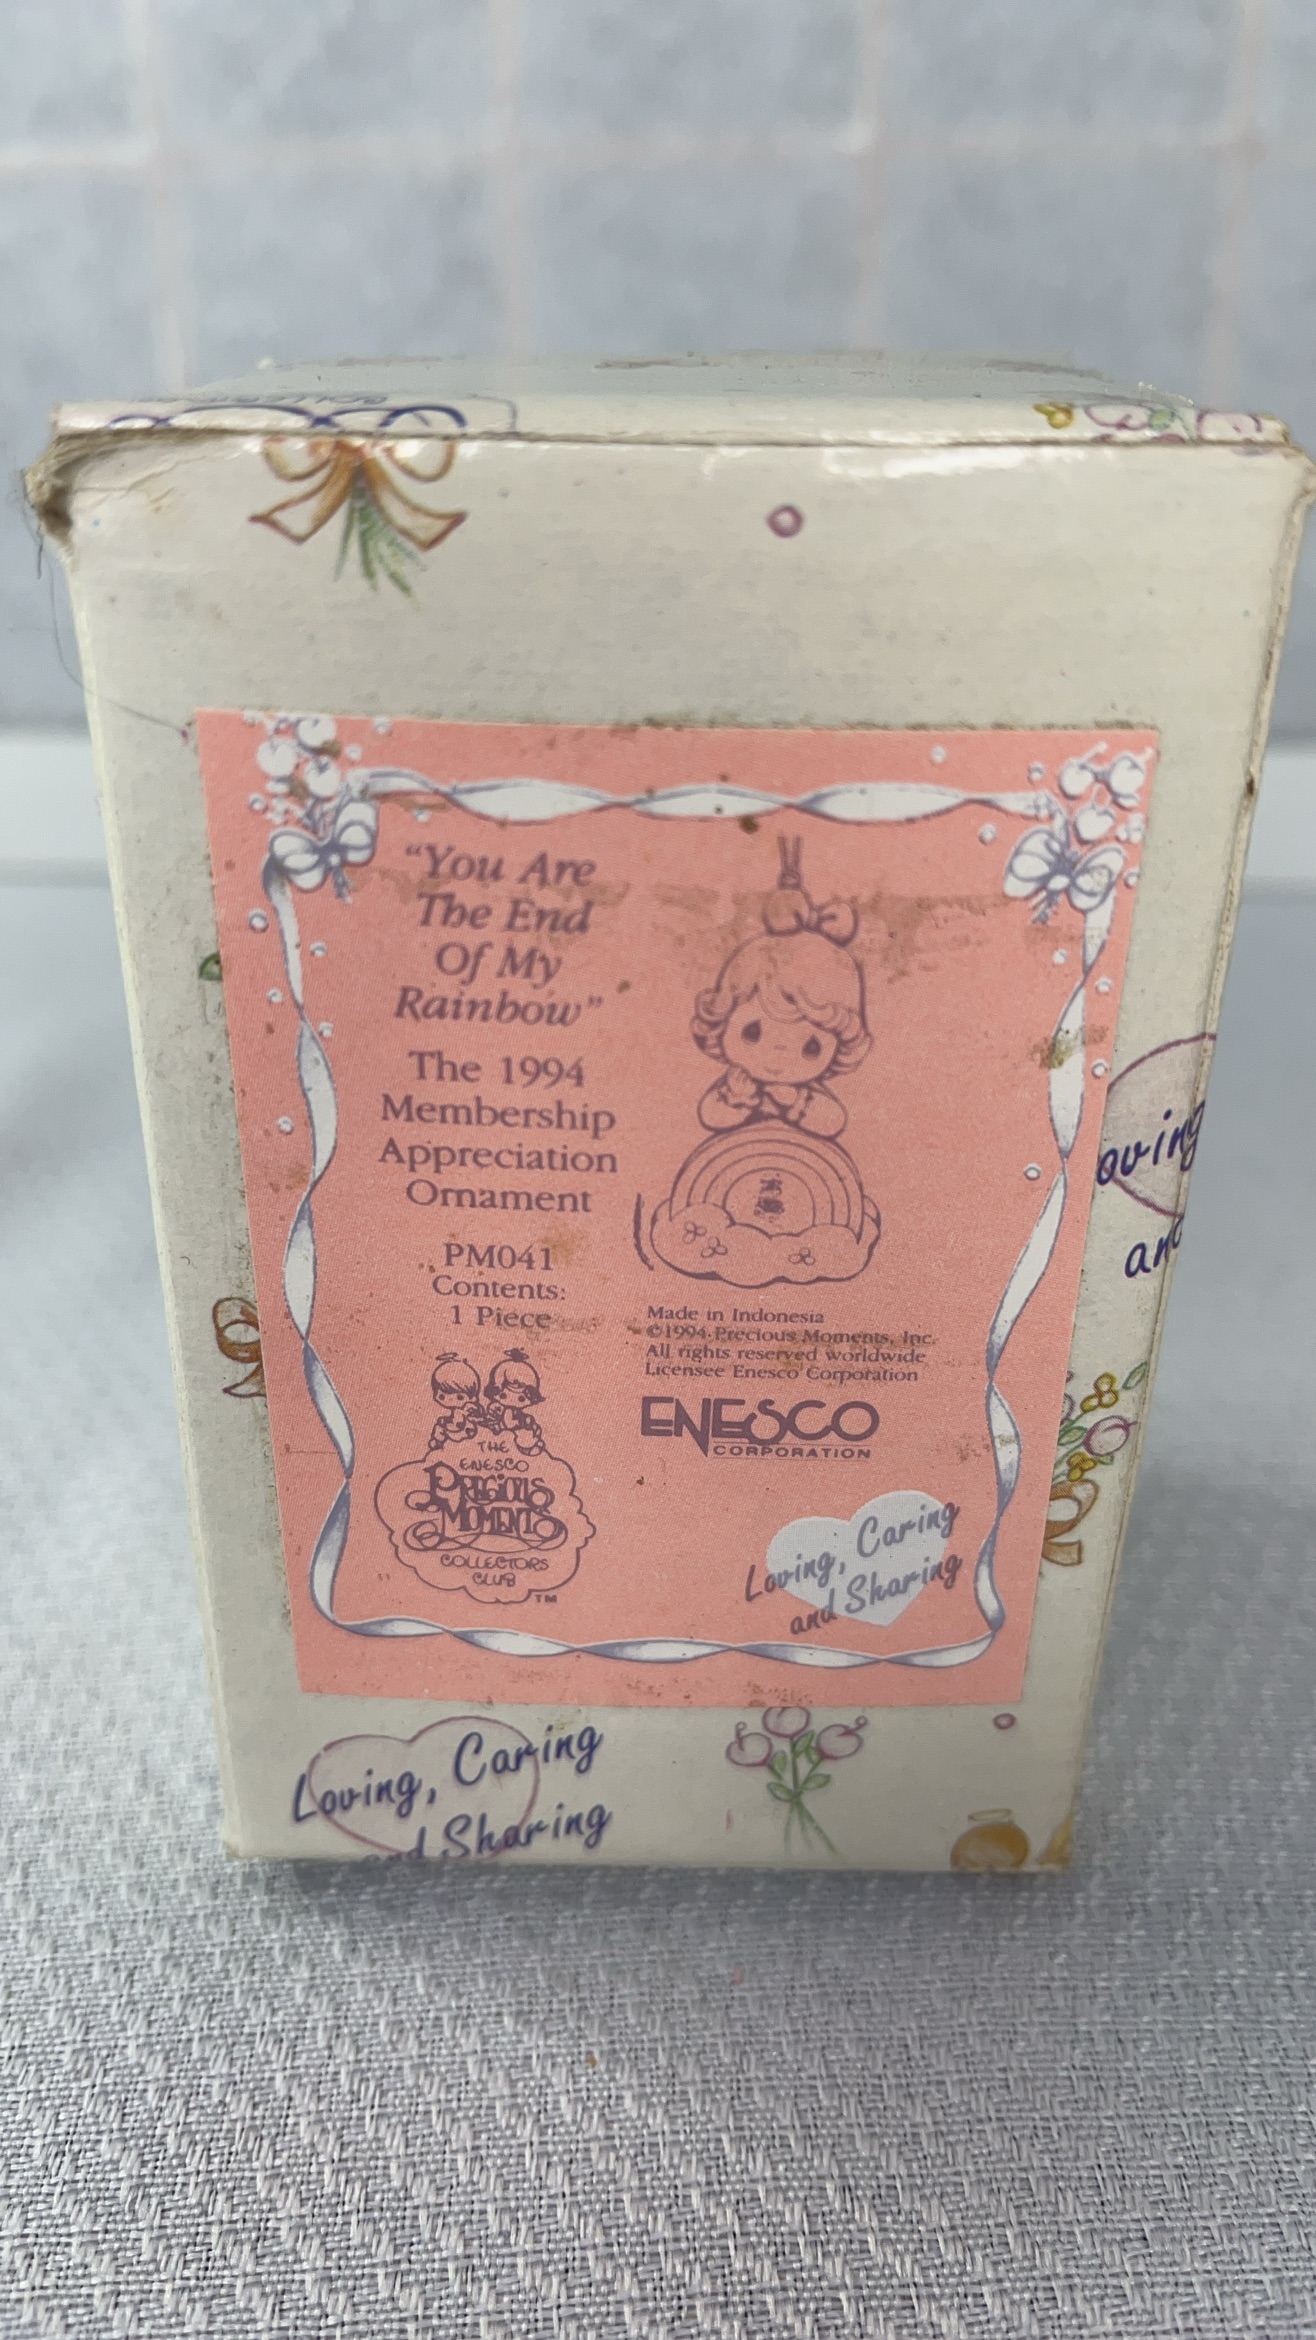 "You Are
The End
Of My
Rainbow"
The 1994
Membership
Appreciation
Ornament
PM041
Contents:
1 Piece
Made in Indonesia
©1994 Precious Moments, Inc.
All rights reserved worldwide
Licensee Enesco Corporation
ENESCO
CORPORATION
THE
ENESCO
PRECIOUS
MOMENTS
COLLECTORS
CLUB
TM
Loving, Caring
and Sharing
Loving, Caring
and Sharing
oving
and